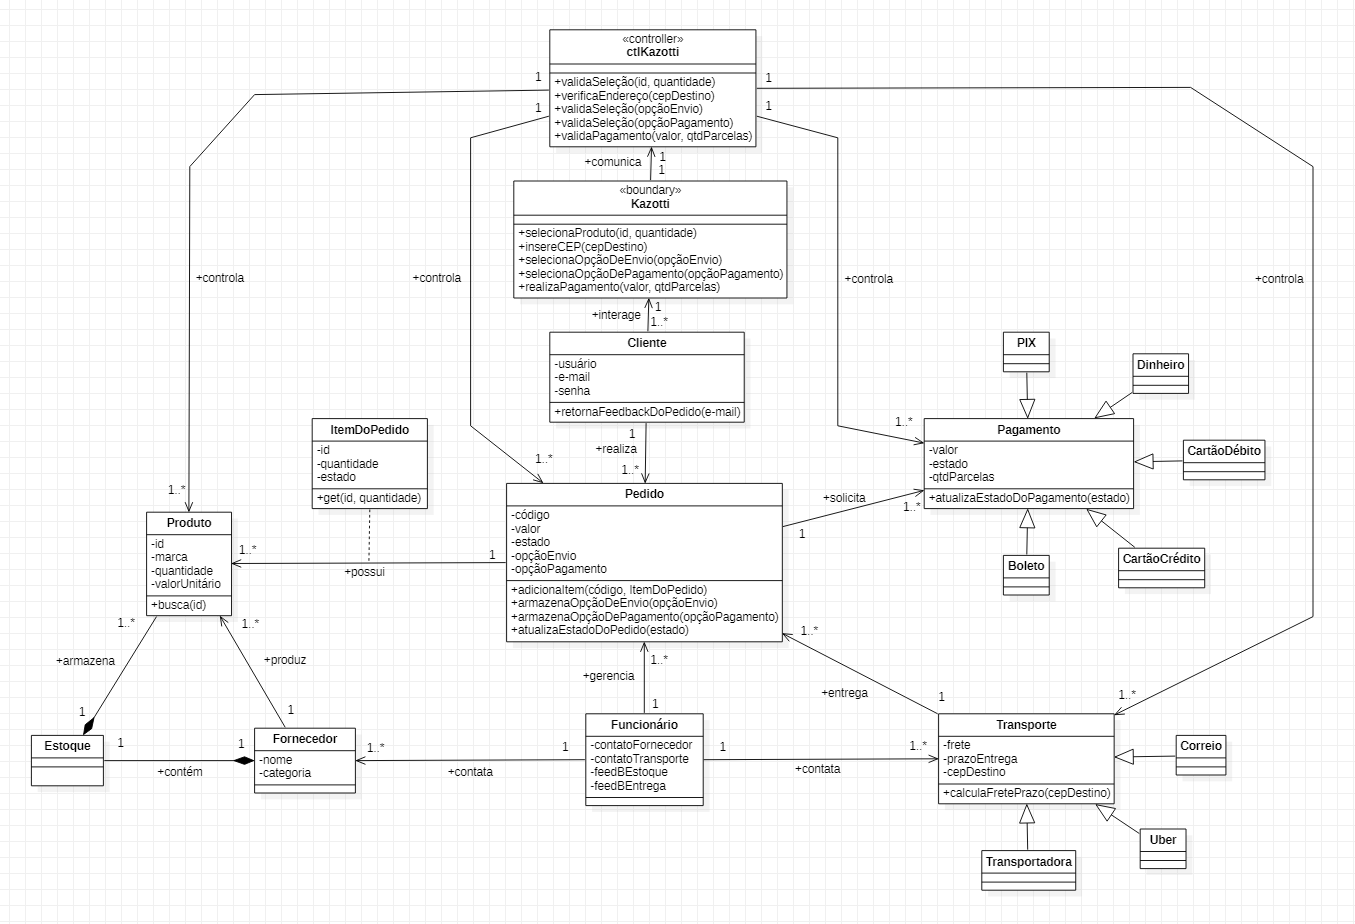 «controller»
ctlKazotti
+validaSeleção(id, quantidade)
+verificaEndereço(cepDestino)
+validaSeleção(opçãoEnvio)
+validaSeleção(opçãoPagamento)
+validaPagamento(valor, qtdParcelas)
1
1
1
1
+comunica
1
1
«boundary»
Kazotti
+selecionaProduto(id, quantidade)
+insereCEP(cepDestino)
+selecionaOpçãoDeEnvio(opçãoEnvio)
+selecionaOpçãoDePagamento(opçãoPagamento)
+realizaPagamento(valor, qtdParcelas)
+controla
+controla
+controla
+controla
+interage
1
1..*
Cliente
-usuário
-e-mail
-senha
+retornaFeedbackDoPedido(e-mail)
PIX
Dinheiro
ItemDoPedido
-id
-quantidade
-estado
+get(id, quantidade)
1
+realiza
1..*
1..*
1..*
Pagamento
-valor
-estado
-qtdParcelas
+atualizaEstadoDoPagamento(estado)
CartãoDébito
1..*
Produto
-id
-marca
-quantidade
-valorUnitário
+busca(id)
1..*
1
+possui
Pedido
-código
-valor
-estado
-opçãoEnvio
-opçãoPagamento
+adicionaItem(código, ItemDoPedido)
+armazenaOpçãoDeEnvio(opçãoEnvio)
+armazenaOpçãoDePagamento(opçãoPagamento)
+atualizaEstadoDoPedido(estado)
+solicita
1..*
1
Boleto
CartãoCrédito
1..*
1..*
+armazena
+produz
1
1
1..*
+gerencia
1
1..*
+entrega
1
1..*
Estoque
1
1
+contém
Fornecedor
-nome
-categoria
1..*
1
+contata
Funcionário
-contatoFornecedor
-contatoTransporte
-feedBEstoque
-feedBEntrega
1
1..*
+contata
Transporte
-frete
-prazoEntrega
-cepDestino
+calculaFretePrazo(cepDestino)
Correio
Uber
Transportadora